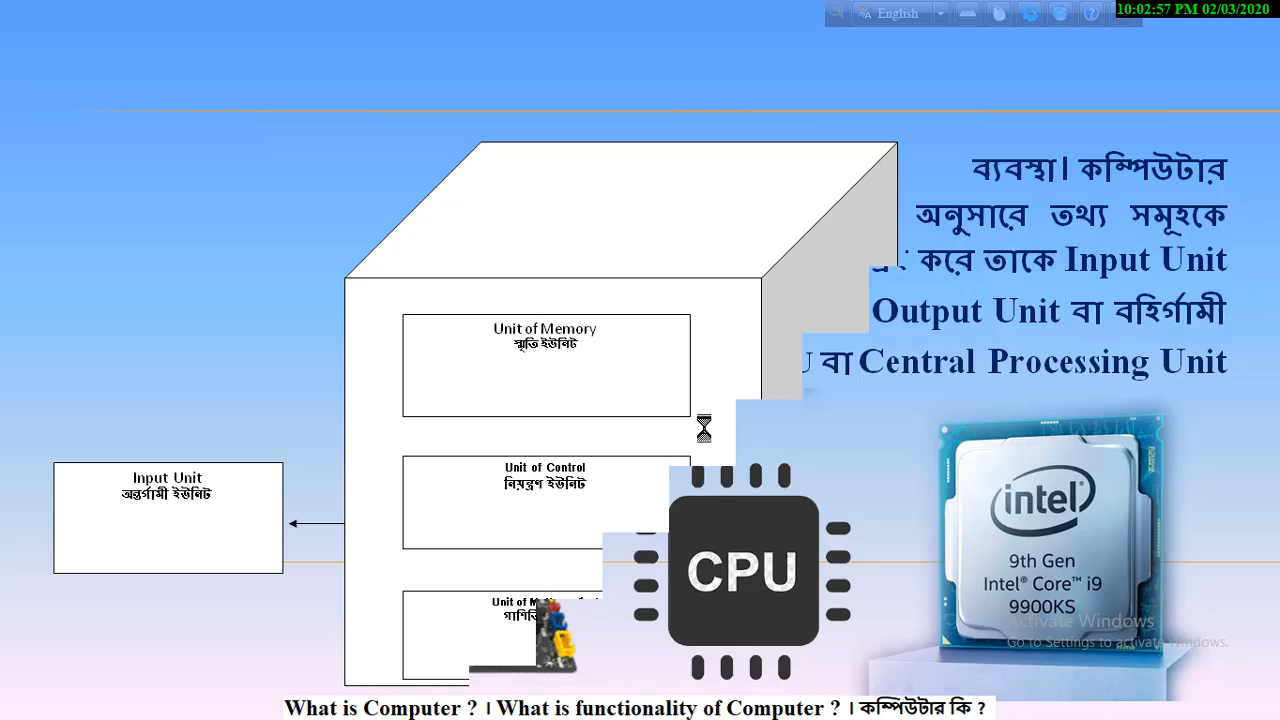 English
10:02:57 PM 02/03/2020
ব্যবস্থা। কম্পিউটার
অনুসারে তথ্য সমূহকে
করে তাকে Input Unit
Output Unit বা বহির্গামী
বা Central Processing Unit
Unit of Memory
স্মৃতি ইউনিট
Unit of Control
নিয়ন্ত্রণ ইউনিট
Input Unit
অন্তর্গামী ইউনিট
Unit of
CPU
intel
9th Gen
Intel® Core™ i9
9900KS
Activate Windows
Go to Settings to activate Windows.
What is Computer ? । What is functionality of Computer ? । কম্পিউটার কি ?